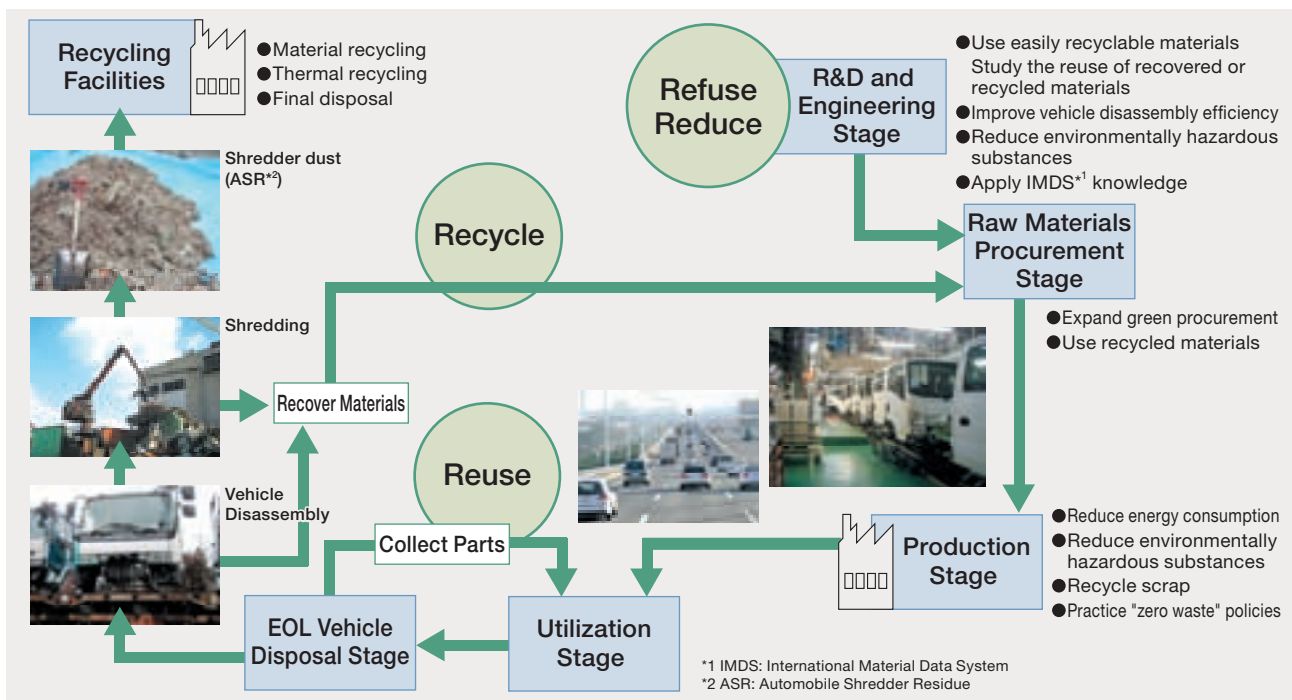 Recycling
Facilities
●Material recycling
●Thermal recycling
●Final disposal
Refuse
Reduce
R&D and
Engineering
Stage
●Use easily recyclable materials
Study the reuse of recovered or
recycled materials
●Improve vehicle disassembly efficiency
●Reduce environmentally hazardous
substances
●Apply IMDS*1 knowledge
Shredder dust
(ASR*2)
Recycle
Raw Materials
Procurement
Stage
●Expand green procurement
●Use recycled materials
Shredding
Recover Materials
Reuse
Vehicle
Disassembly
Collect Parts
Production
Stage
●Reduce energy consumption
●Reduce environmentally
hazardous substances
●Recycle scrap
●Practice "zero waste" policies
EOL Vehicle
Disposal Stage
Utilization
Stage
*1 IMDS: International Material Data System
*2 ASR: Automobile Shredder Residue